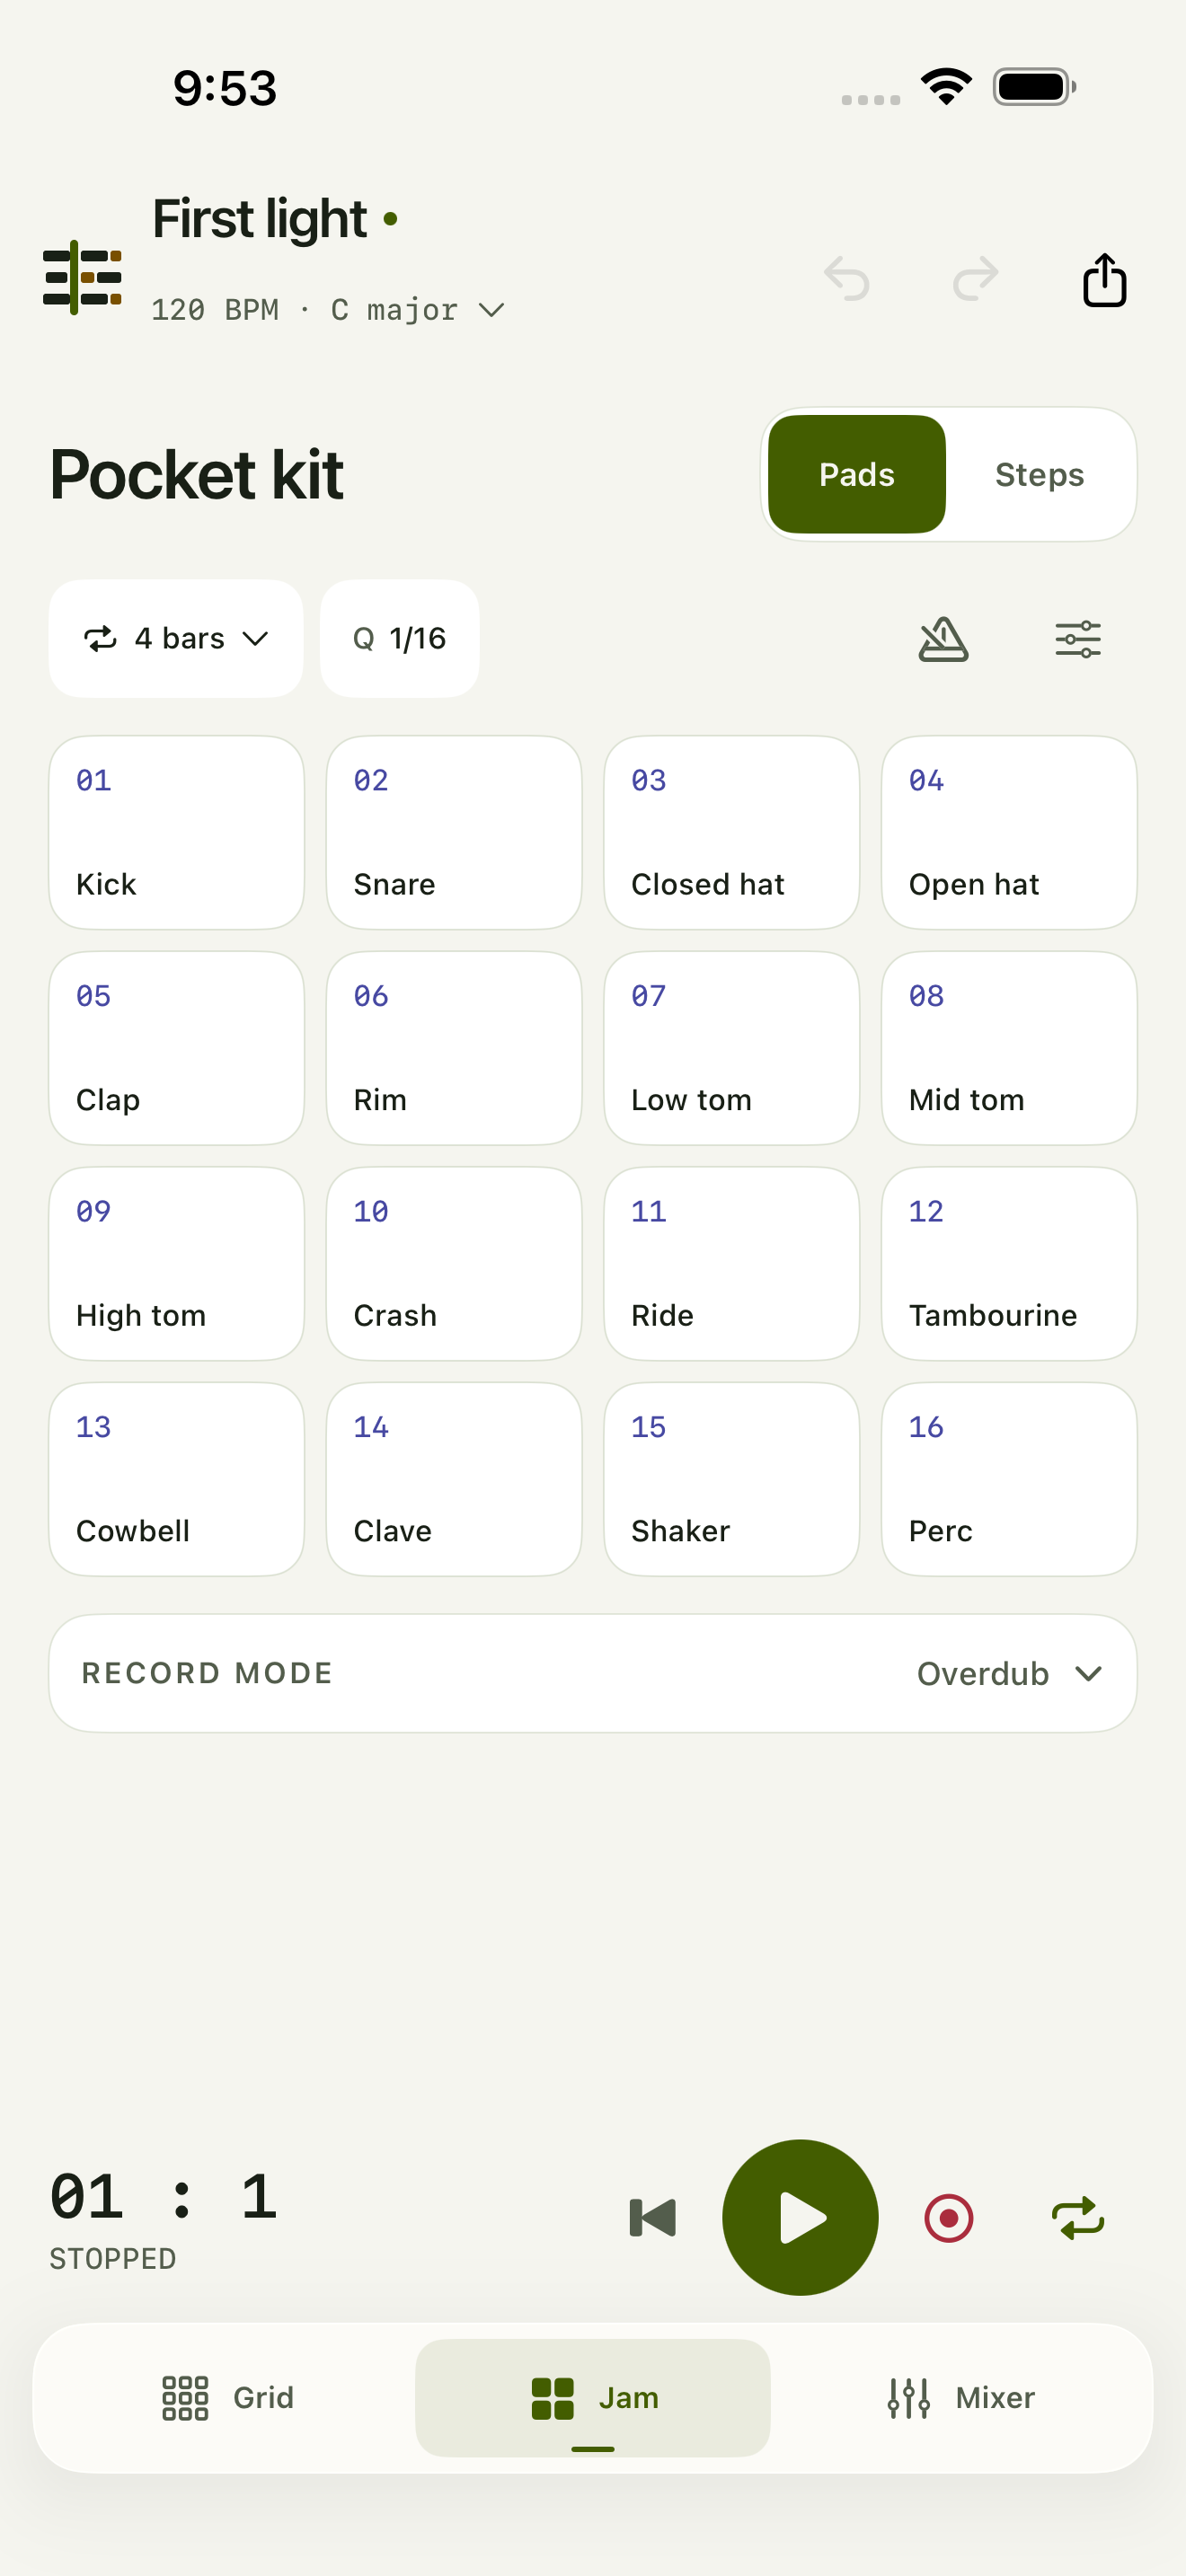 9:53
First light
120 BPM · C major
Pocket kit
Pads
Steps
4 bars
Q 1/16
01
02
03
04
Kick
Snare
Closed hat
Open hat
05
06
07
08
Clap
Rim
Low tom
Mid tom
09
10
11
12
High tom
Crash
Ride
Tambourine
13
14
15
16
Cowbell
Clave
Shaker
Perc
RECORD MODE
Overdub
01 : 1
STOPPED
Grid
Jam
Mixer